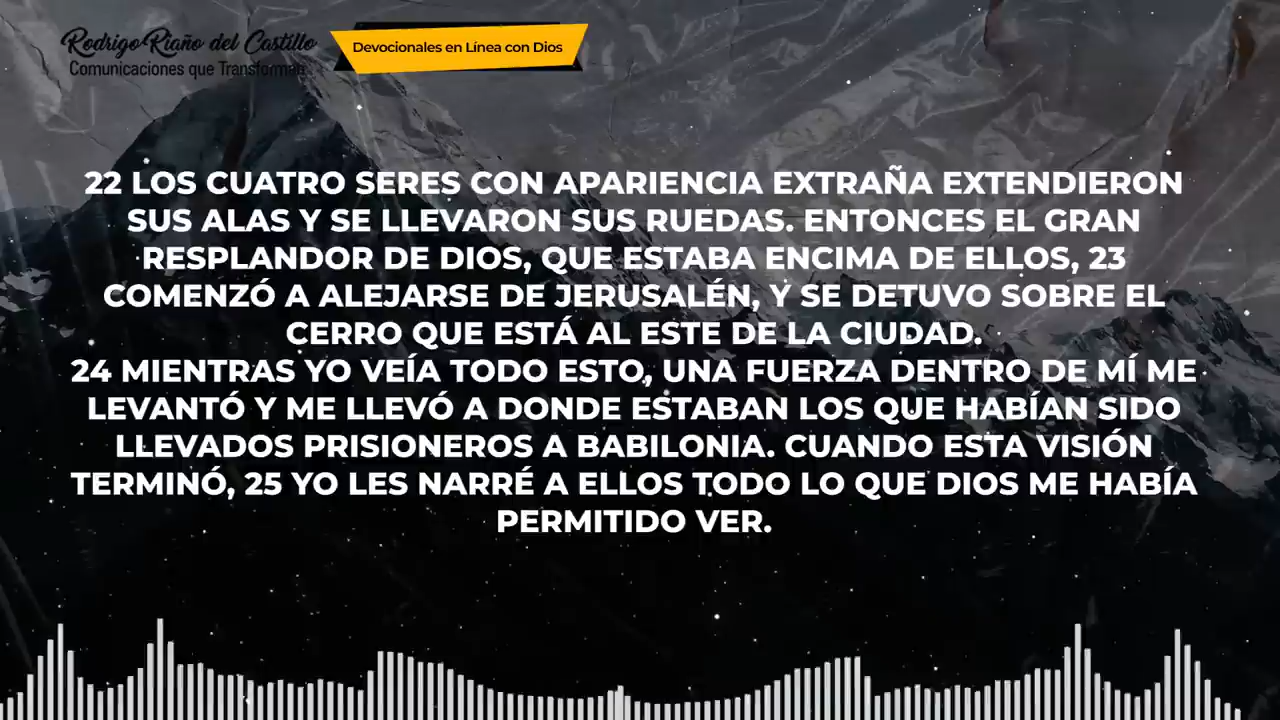 Rodrigo Riaño del Castillo
Comunicaciones que Transforman
Devocionales en Línea con Dios
22 LOS CUATRO SERES CON APARIENCIA EXTRAÑA EXTENDIERON
SUS ALAS Y SE LLEVARON SUS RUEDAS. ENTONCES EL GRAN
RESPLANDOR DE DIOS, QUE ESTABA ENCIMA DE ELLOS, 23
COMENZÓ A ALEJARSE DE JERUSALÉN, Y SE DETUVO SOBRE EL
CERRO QUE ESTÁ AL ESTE DE LA CIUDAD.
24 MIENTRAS YO VEÍA TODO ESTO, UNA FUERZA DENTRO DE MÍ ME
LEVANTÓ Y ME LLEVÓ A DONDE ESTABAN LOS QUE HABÍAN SIDO
LLEVADOS PRISIONEROS A BABILONIA. CUANDO ESTA VISIÓN
TERMINÓ, 25 YO LES NARRÉ A ELLOS TODO LO QUE DIOS ME HABÍA
PERMITIDO VER.